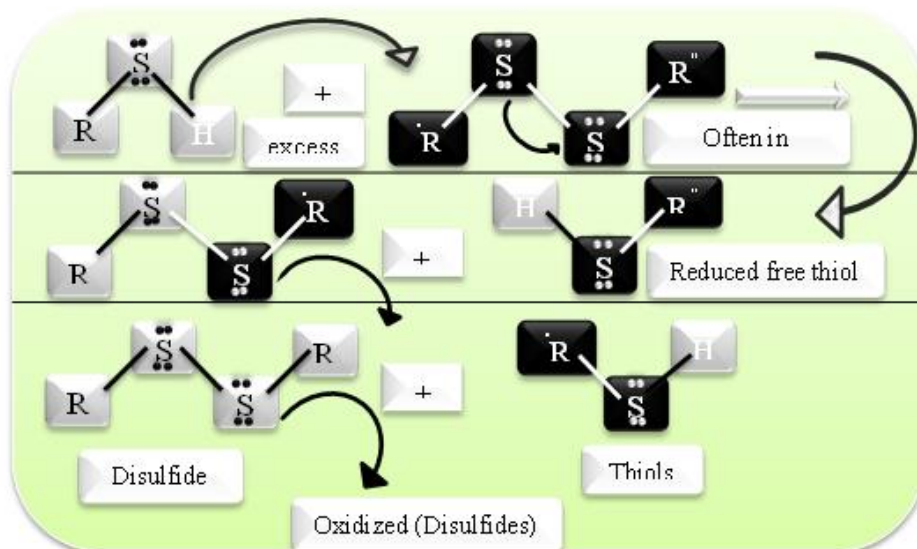 S
R H
+
excess
S
R
S
R"
Often in
S
R
S
R
+
H
S
R"
Reduced free thiol
S
R
S
R
+
R
S
H
Disulfide
Thiols
Oxidized (Disulfides)